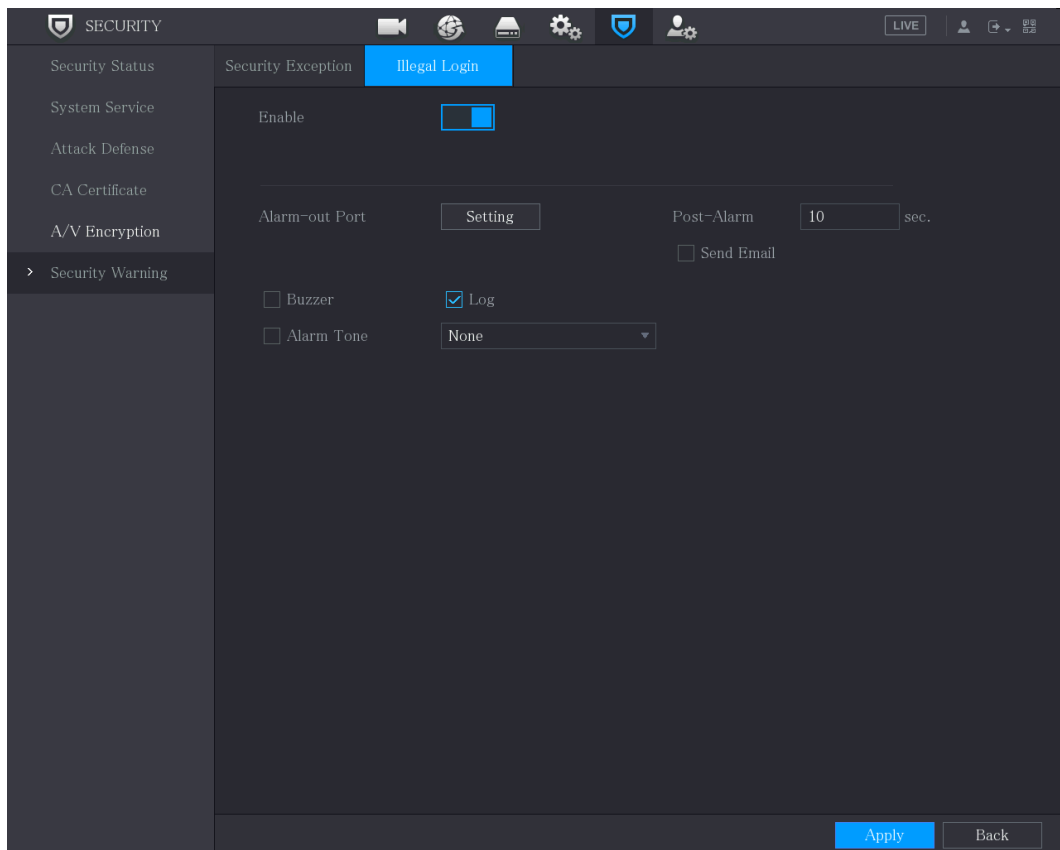 SECURITY LIVE
Security Status
System Service
Attack Defense
CA Certificate
A/V Encryption
Security Warning
Security Exception Illegal Login
Enable
Alarm-out Port Setting Post-Alarm 10 sec.
Send Email
Buzzer Log
Alarm Tone None
Apply Back